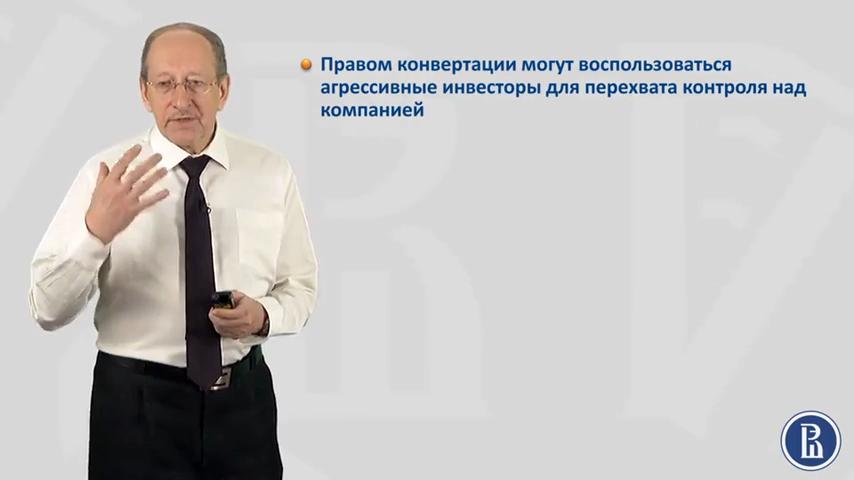 Правом конвертации могут воспользоваться
агрессивные инвесторы для перехвата контроля над
компанией